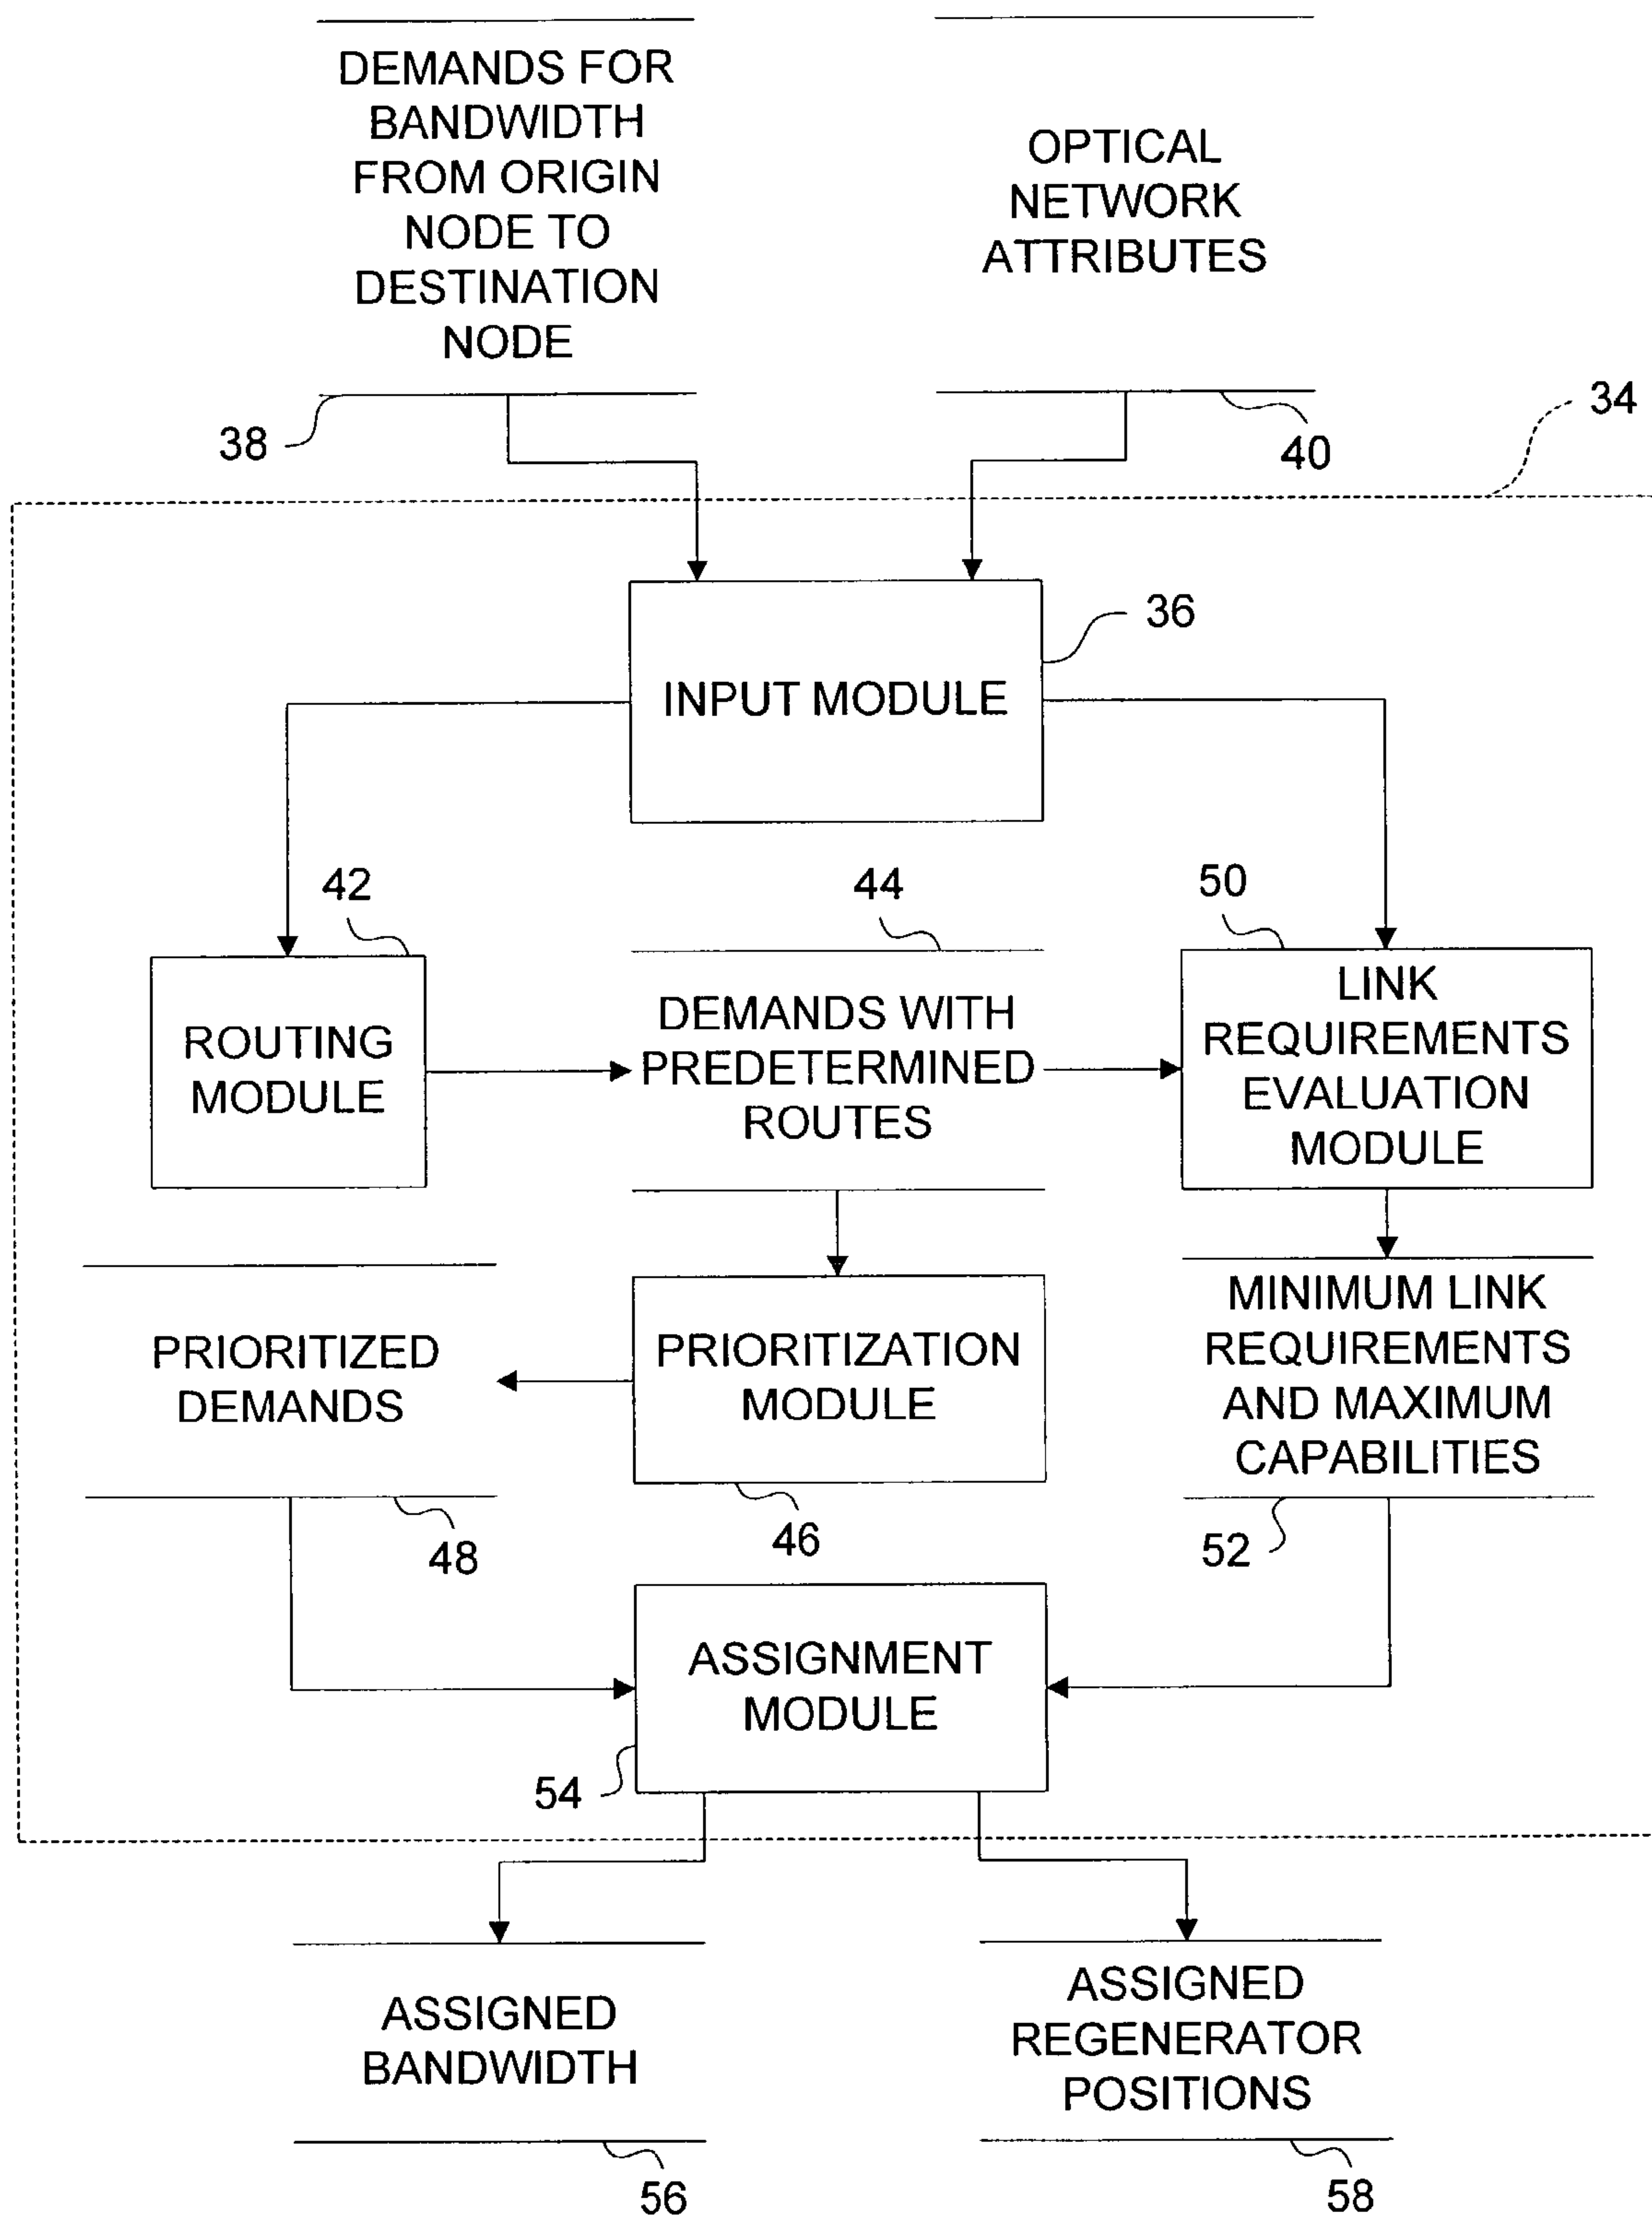 DEMANDS FOR
BANDWIDTH
FROM ORIGIN
NODE TO
DESTINATION
NODE
OPTICAL
NETWORK
ATTRIBUTES
38
40
34
36
INPUT MODULE
42
44
50
ROUTING
MODULE
DEMANDS WITH
PREDETERMINED
ROUTES
LINK
REQUIREMENTS
EVALUATION
MODULE
PRIORITIZED
DEMANDS
PRIORITIZATION
MODULE
MINIMUM LINK
REQUIREMENTS
AND MAXIMUM
CAPABILITIES
48
46
52
ASSIGNMENT
MODULE
54
ASSIGNED
BANDWIDTH
ASSIGNED
REGENERATOR
POSITIONS
56
58